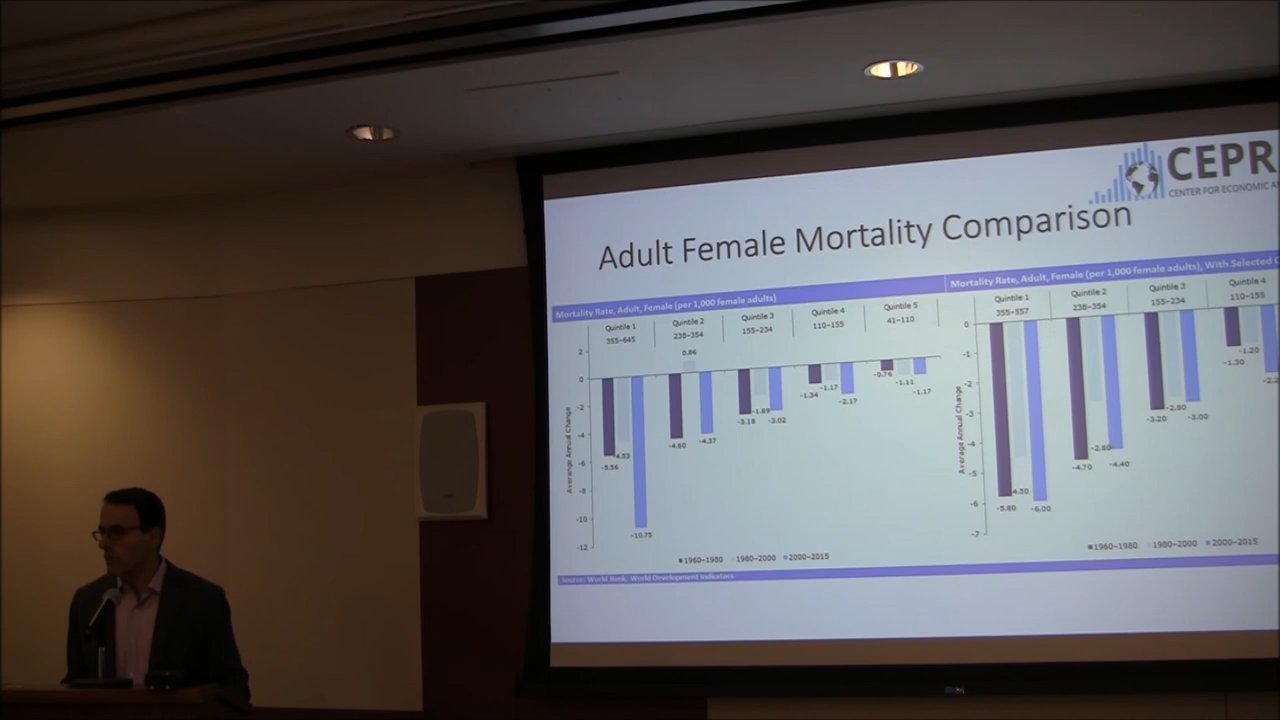 CEPR
CENTER FOR ECONOMIC A
Adult Female Mortality Comparison
Mortality Rate, Adult, Female (per 1,000 female adults)
Quintile 1 Quintile 2 Quintile 3 Quintile 4 Quintile 5
355-645 238-354 155-234 110-155 41-110
2
0
-2
-4
-6
-8
-10
-12
Average Annual Change
0.86
-5.56 -4.53 -10.75
-4.60 -4.37
-3.18 -1.89 -3.02
-1.34 -1.17 -2.17
-0.76 -1.11 -1.17
1960-1980 1980-2000 2000-2015
Source: World Bank, World Development Indicators
Mortality Rate, Adult, Female (per 1,000 female adults), With Selected
Quintile 1 Quintile 2 Quintile 3 Quintile 4
355-557 238-354 155-234 110-155
0
-1
-2
-3
-4
-5
-6
-7
Average Annual Change
-5.80 4.50 -6.00
-4.70 -2.80 -4.40
-3.20 -2.80 -3.00
-1.30 -1.20
1960-1980 1980-2000 2000-2015